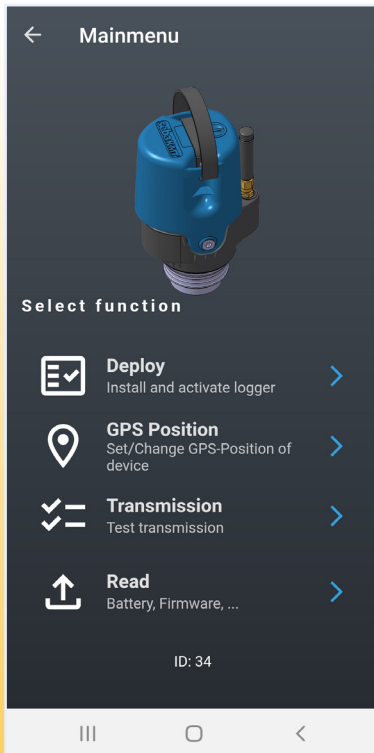 Mainmenu
Select function
Deploy
Install and activate logger
GPS Position
Set/Change GPS-Position of
device
Transmission
Test transmission
Read
Battery, Firmware, ...
ID: 34